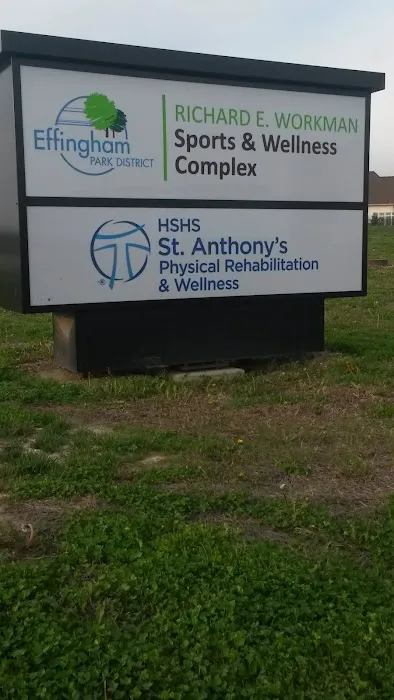 Effingham
PARK DISTRICT
RICHARD E. WORKMAN
Sports & Wellness
Complex
HSHS
St. Anthony's
Physical Rehabilitation
& Wellness